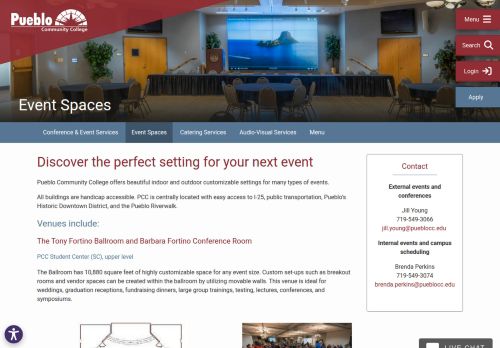 Pueblo
Community College
Menu
Search
Login
Apply
Event Spaces
Conference & Event Services
Event Spaces
Catering Services
Audio-Visual Services
Menu
Discover the perfect setting for your next event
Pueblo Community College offers beautiful indoor and outdoor customizable settings for many types of events.
All buildings are handicap accessible. PCC is centrally located with easy access to I-25, public transportation, Pueblo's
Historic Downtown District, and the Pueblo Riverwalk.
Venues include:
The Tony Fortino Ballroom and Barbara Fortino Conference Room
PCC Student Center (SC), upper level
The Ballroom has 10,880 square feet of highly customizable space for any event size. Custom set-ups such as breakout
rooms and vendor spaces can be created within the ballroom by utilizing movable walls. This venue is ideal for
weddings, graduation receptions, fundraising dinners, large group trainings, testing, lectures, conferences, and
symposiums.
Contact
External events and
conferences
Jill Young
719-549-3066
jill.young@pueblocc.edu
Internal events and campus
scheduling
Brenda Perkins
719-549-3074
brenda.perkins@pueblocc.edu
LIVE CHAT